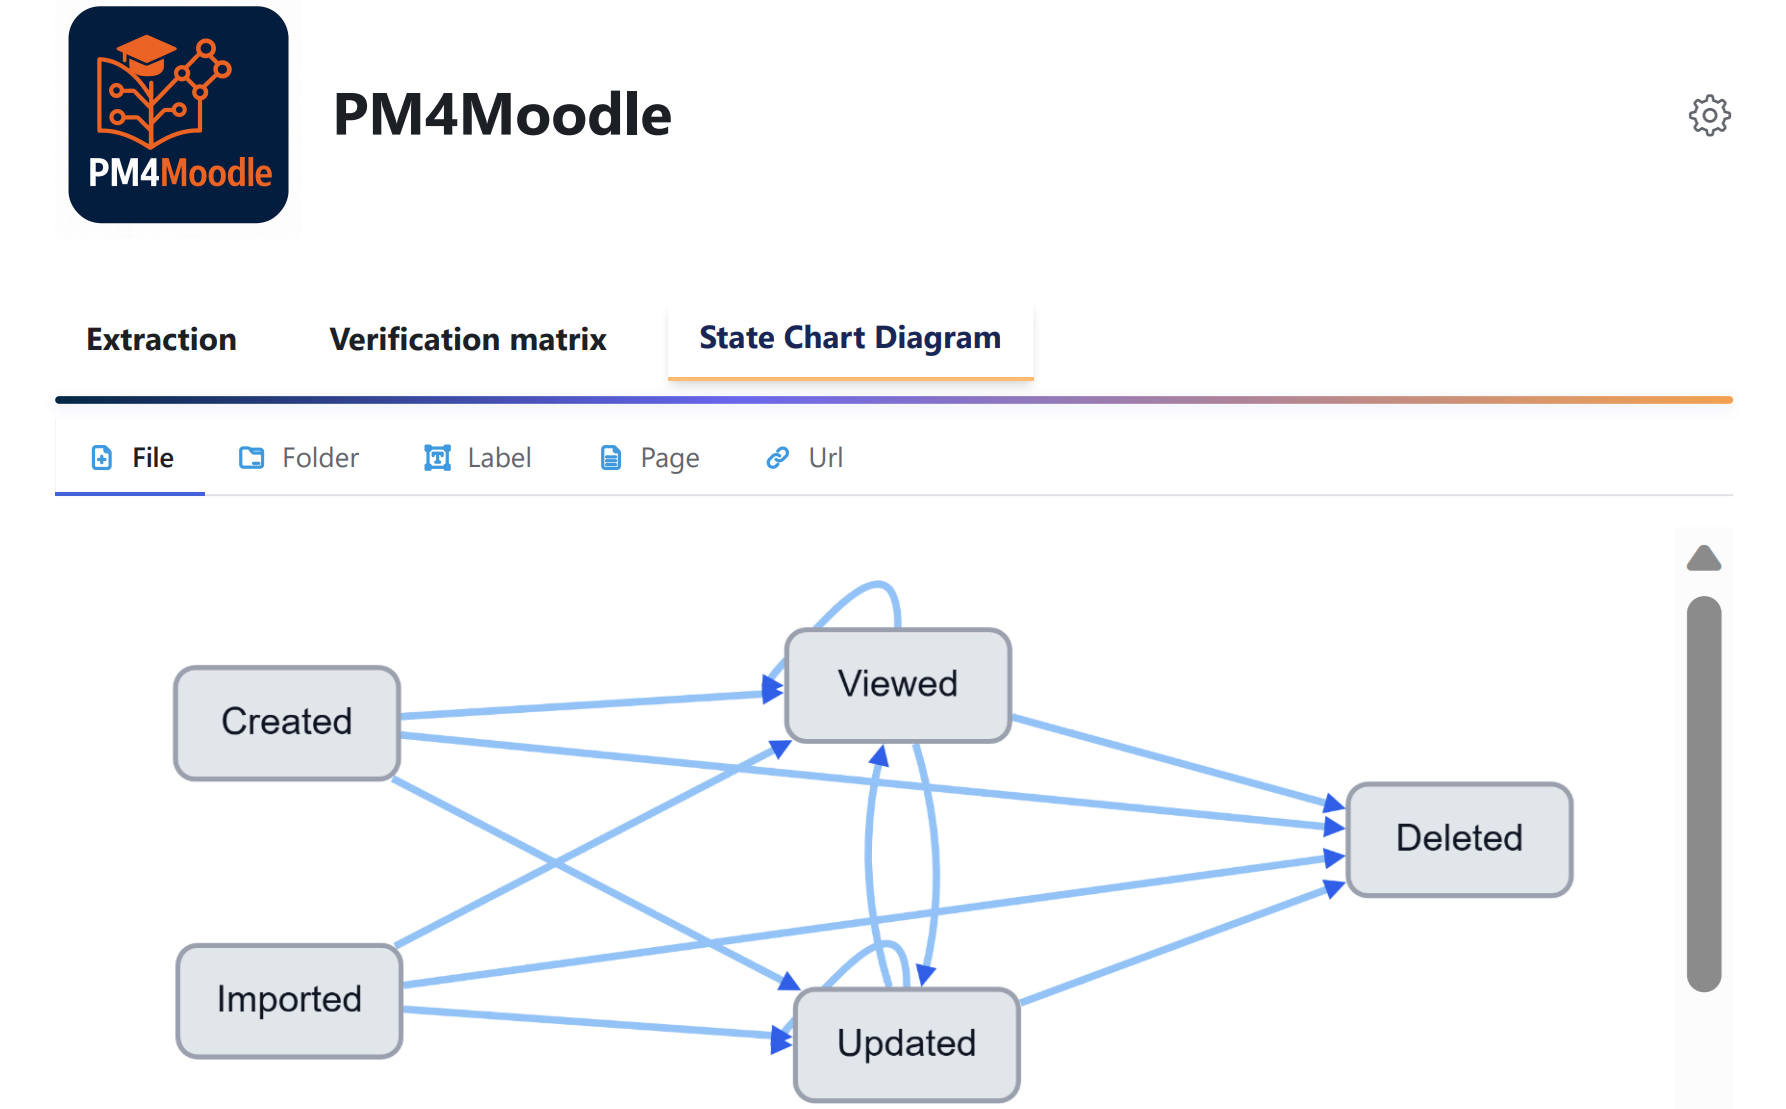 PM4Moodle
PM4Moodle
Extraction
Verification matrix
State Chart Diagram
File
Folder
Label
Page
Url
Viewed
Created
Deleted
Imported
Updated